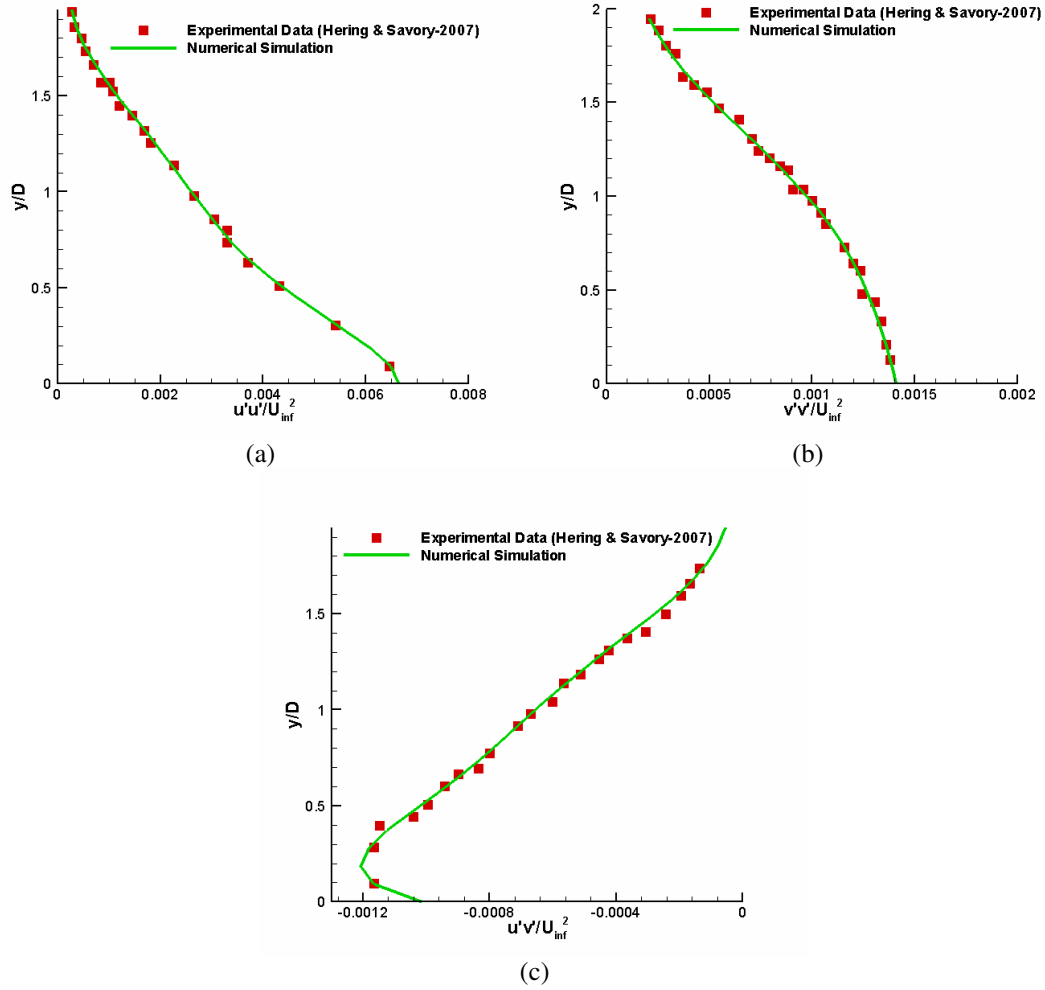 Experimental Data (Hering & Savory-2007)
Numerical Simulation
1.5
1
0.5
0
y/D
0 0.002 0.004 0.006 0.008
u'u'/U_inf^2
(a)
2
Experimental Data (Hering & Savory-2007)
Numerical Simulation
1.5
1
0.5
0
y/D
0 0.0005 0.001 0.0015 0.002
v'v'/U_inf^2
(b)
Experimental Data (Hering & Savory-2007)
Numerical Simulation
1.5
1
0.5
0
y/D
-0.0012 -0.0008 -0.0004 0
u'v'/U_inf^2
(c)